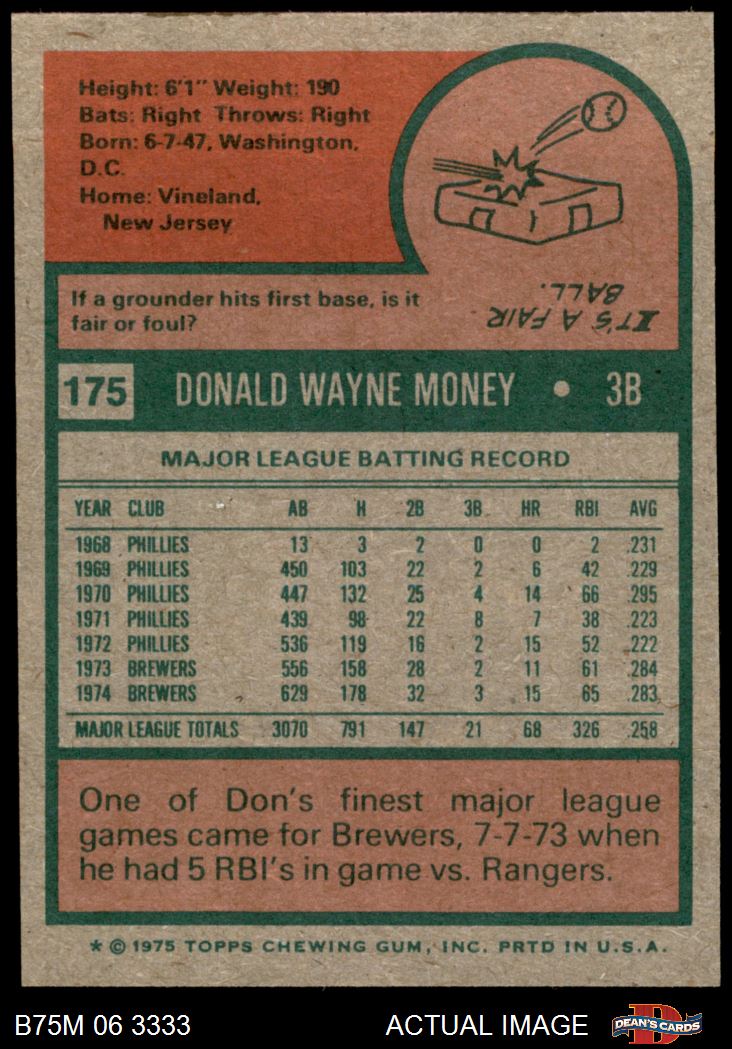 Height: 6'1" Weight: 190
Bats: Right Throws: Right
Born: 6-7-47, Washington,
D.C.
Home: Vineland,
New Jersey
If a grounder hits first base, is it
fair or foul?
IT'S A FAIR
BALL.
175 DONALD WAYNE MONEY • 3B
MAJOR LEAGUE BATTING RECORD
YEAR CLUB AB H 2B 3B HR RBI AVG
1968 PHILLIES 13 3 2 0 0 2 .231
1969 PHILLIES 450 103 22 2 6 42 .229
1970 PHILLIES 447 132 25 4 14 66 .295
1971 PHILLIES 439 98 22 8 7 38 .223
1972 PHILLIES 536 119 16 2 15 52 .222
1973 BREWERS 556 158 28 2 11 61 .284
1974 BREWERS 629 178 32 3 15 65 .283
MAJOR LEAGUE TOTALS 3070 791 147 21 68 326 .258
One of Don's finest major league
games came for Brewers, 7-7-73 when
he had 5 RBI's in game vs. Rangers.
* © 1975 TOPPS CHEWING GUM, INC. PRTD IN U.S.A.
B75M 06 3333 ACTUAL IMAGE D DEAN'S CARDS